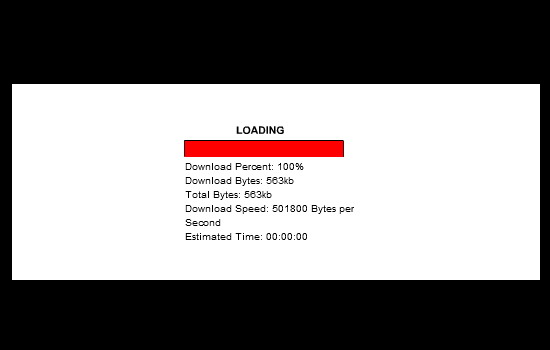 LOADING
Download Percent: 100%
Download Bytes: 563kb
Total Bytes: 563kb
Download Speed: 501800 Bytes per
Second
Estimated Time: 00:00:00